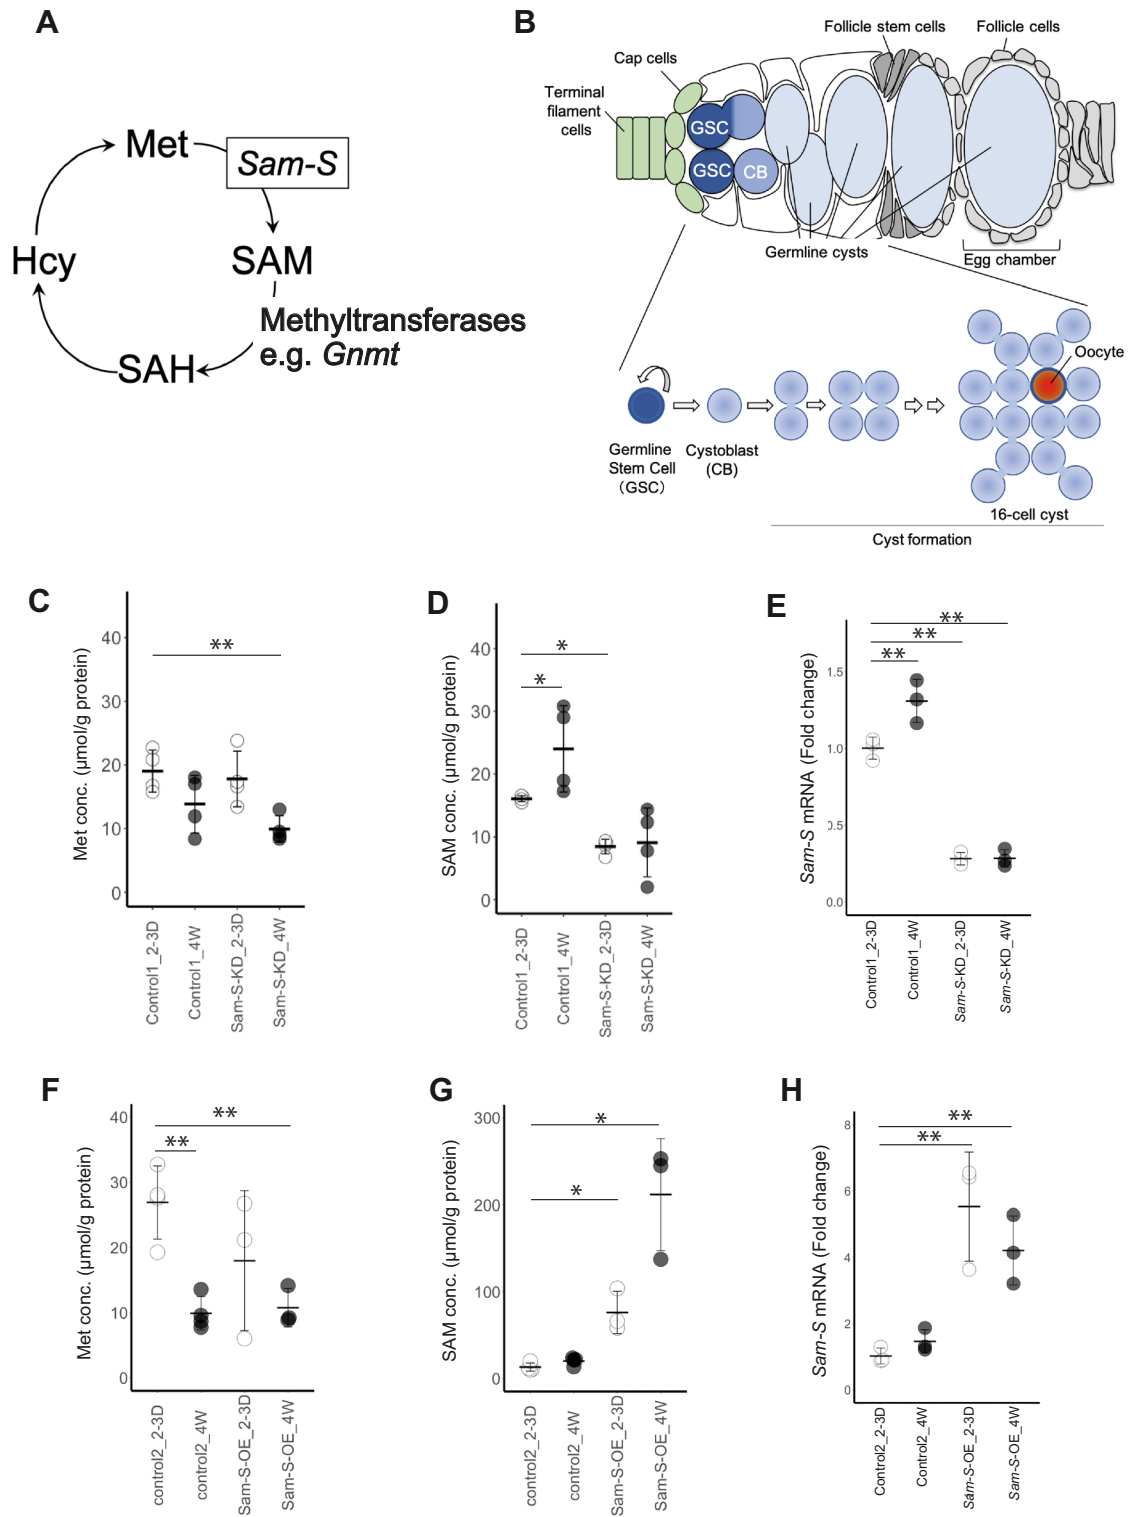 A
Met
Sam-S
Hcy
SAM
Methyltransferases
e.g. Gnmt
SAH
B
Follicle stem cells
Follicle cells
Cap cells
Terminal
filament
cells
GSC
GSC
CB
Germline cysts
Egg chamber
Oocyte
Germline
Stem Cell
(GSC)
Cystoblast
(CB)
16-cell cyst
Cyst formation
C
Met conc. (μmol/g protein)
40
30
20
10
0
**
Control1_2-3D
Control1_4W
Sam-S-KD_2-3D
Sam-S-KD_4W
D
SAM conc. (μmol/g protein)
40
30
20
10
0
*
*
Control1_2-3D
Control1_4W
Sam-S-KD_2-3D
Sam-S-KD_4W
E
Sam-S mRNA (Fold change)
1.5
1.0
0.5
0.0
**
**
**
Control1_2-3D
Control1_4W
Sam-S-KD_2-3D
Sam-S-KD_4W
F
Met conc. (μmol/g protein)
40
30
20
10
0
**
**
control2_2-3D
control2_4W
Sam-S-OE_2-3D
Sam-S-OE_4W
G
SAM conc. (μmol/g protein)
300
200
100
0
*
*
control2_2-3D
control2_4W
Sam-S-OE_2-3D
Sam-S-OE_4W
H
Sam-S mRNA (Fold change)
8
6
4
2
0
**
**
Control2_2-3D
Control2_4W
Sam-S-OE_2-3D
Sam-S-OE_4W